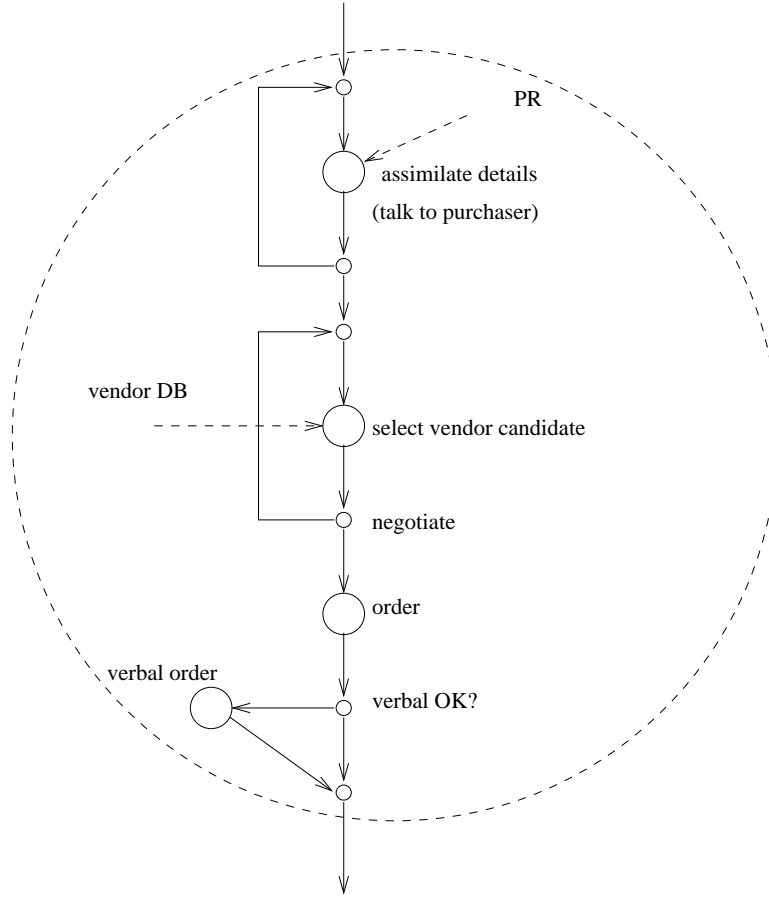 PR
assimilate details
(talk to purchaser)
vendor DB
select vendor candidate
negotiate
order
verbal order
verbal OK?